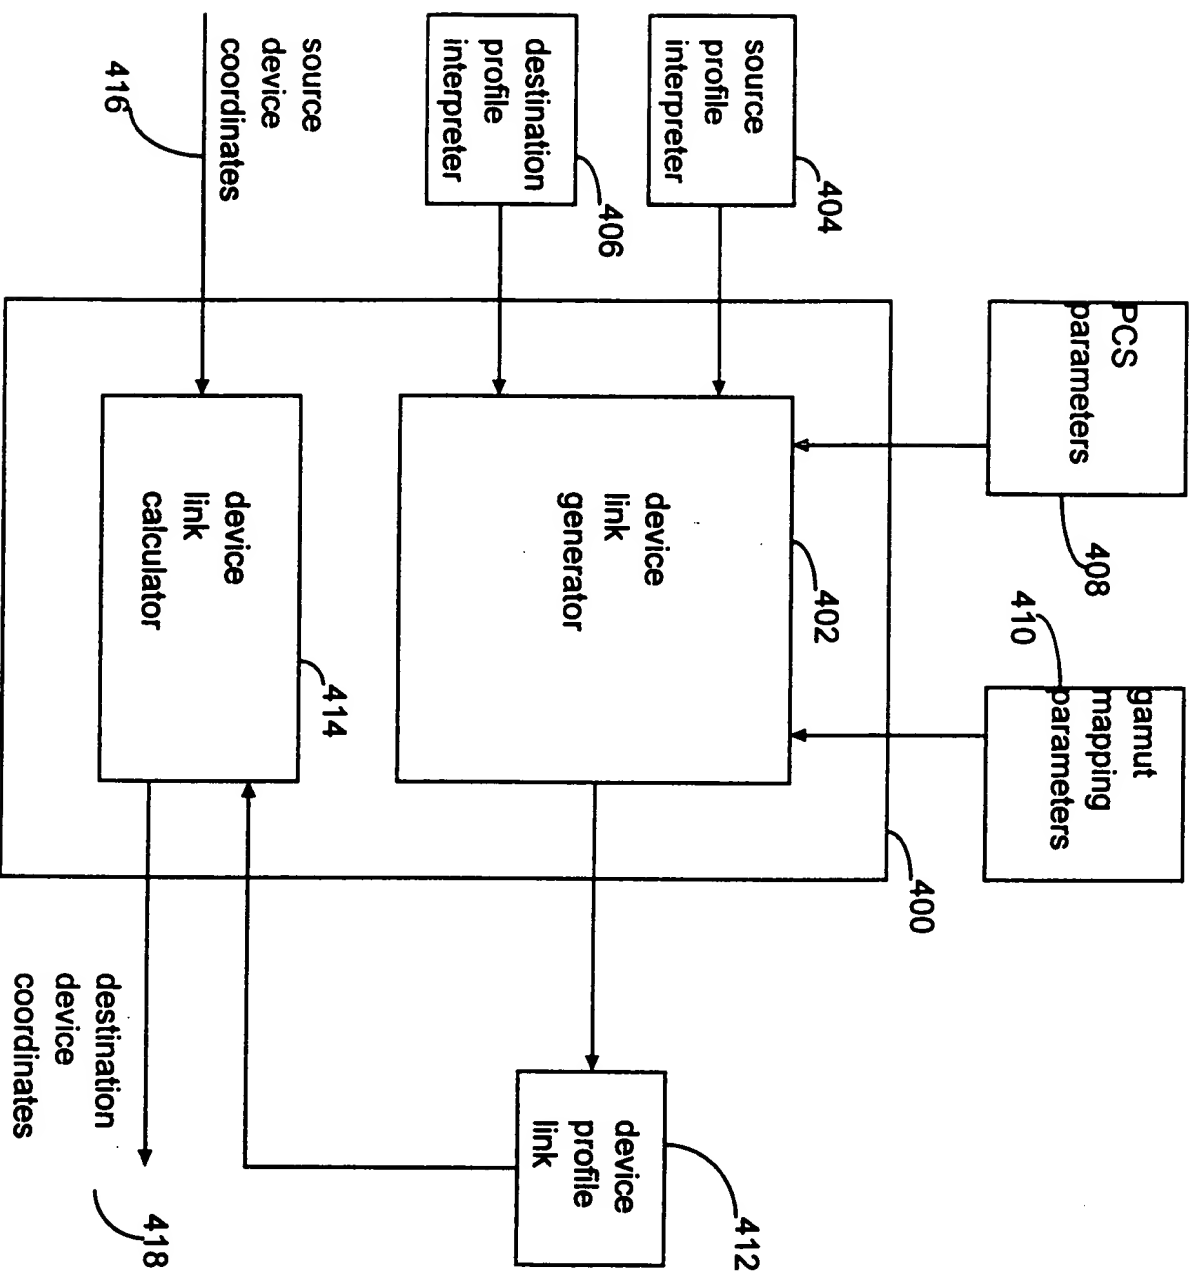 PCS
parameters
408
gamut
mapping
parameters
410
source
profile
interpreter
404
destination
profile
interpreter
406
device
link
generator
402
400
device
profile
link
412
source
device
coordinates
416
device
link
calculator
414
destination
device
coordinates
418